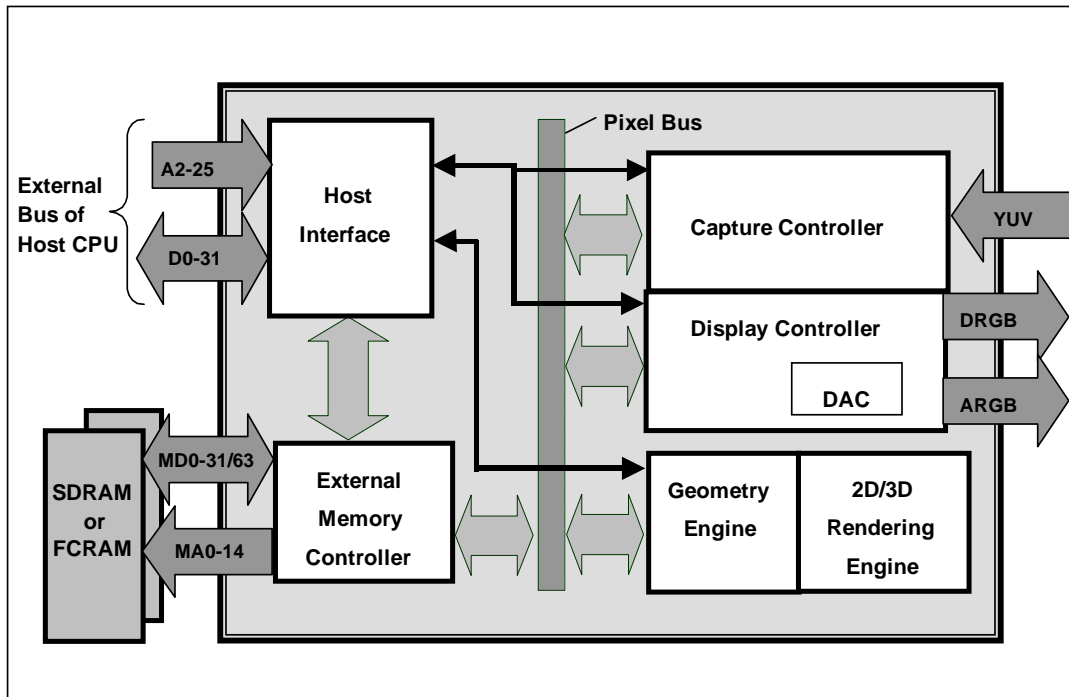 Pixel Bus
External
Bus of
Host CPU
A2-25
D0-31
Host
Interface
Capture Controller
YUV
Display Controller
DAC
DRGB
ARGB
SDRAM
or
FCRAM
MD0-31/63
MA0-14
External
Memory
Controller
Geometry
Engine
2D/3D
Rendering
Engine